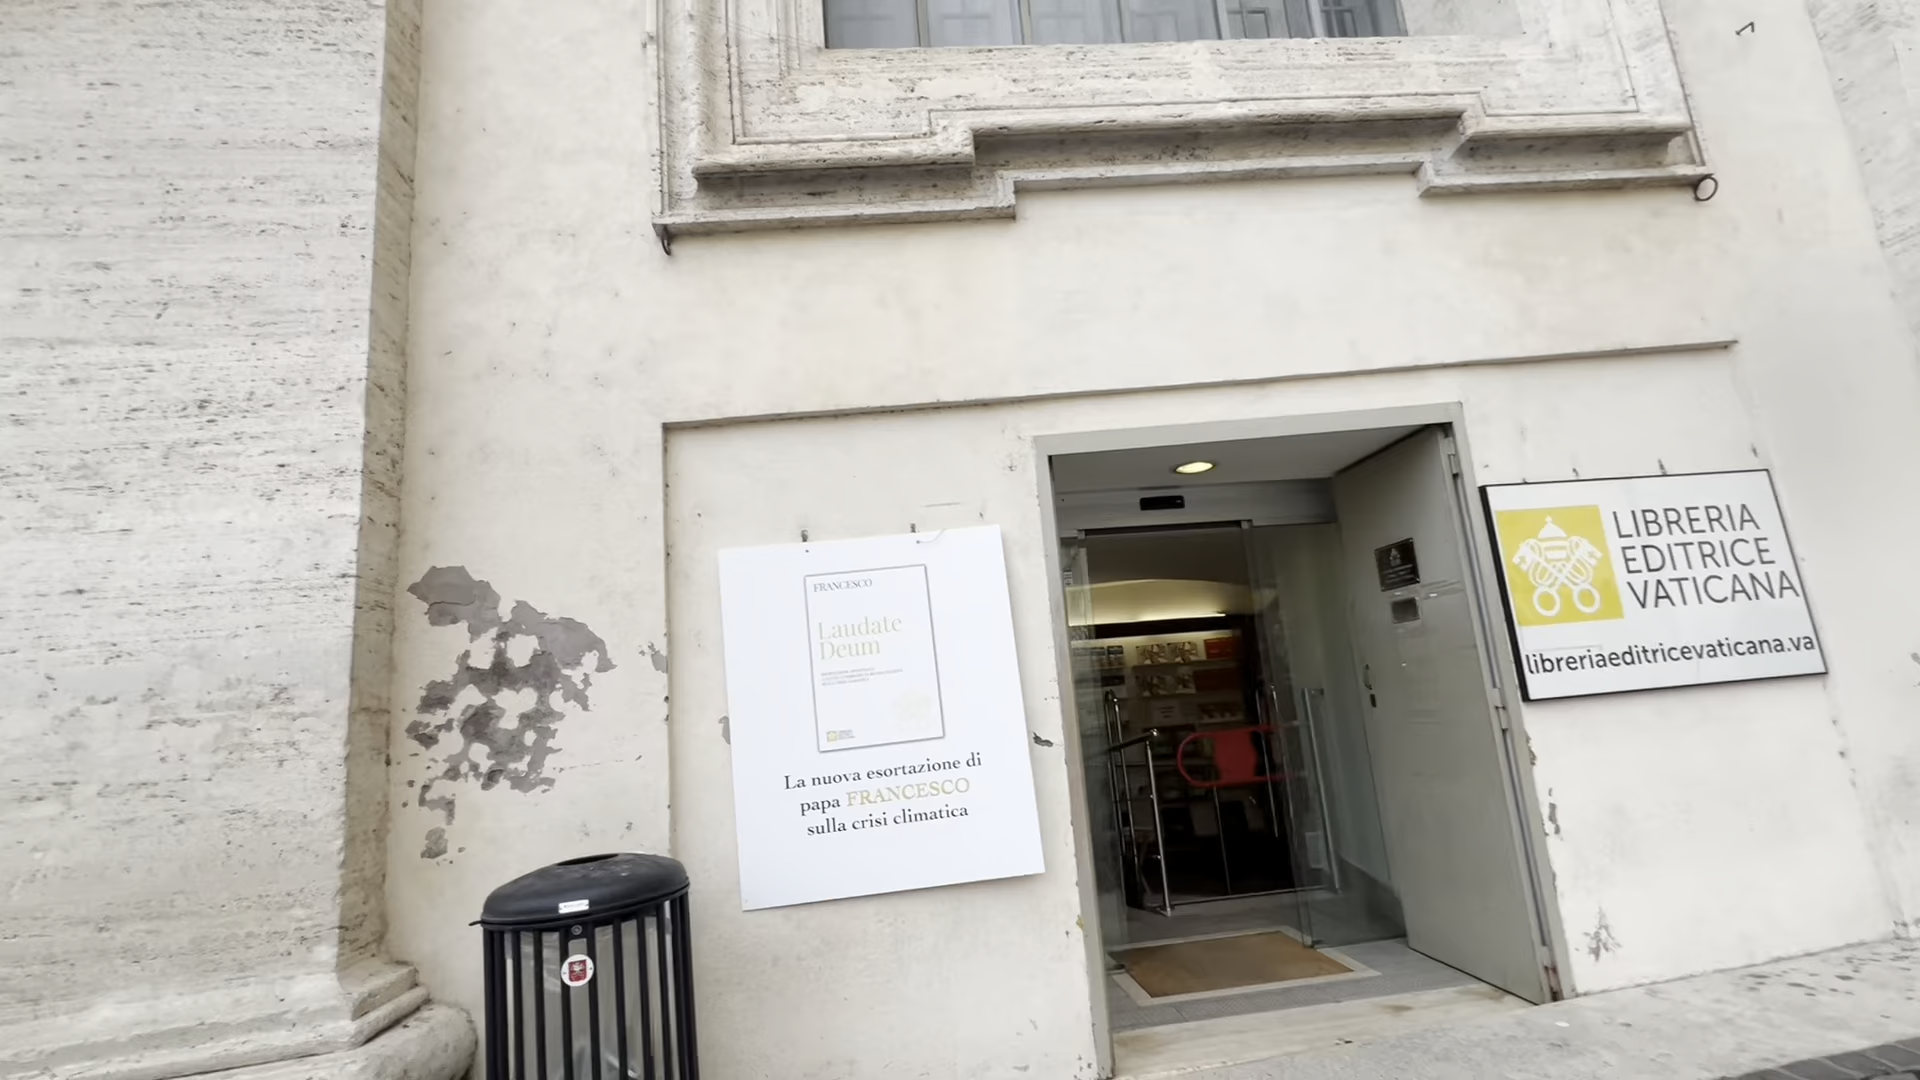 FRANCESCO
Laudate
Deum
La nuova esortazione di
papa FRANCESCO
sulla crisi climatica
LIBRERIA
EDITRICE
VATICANA
libreriaeditricevaticana.va